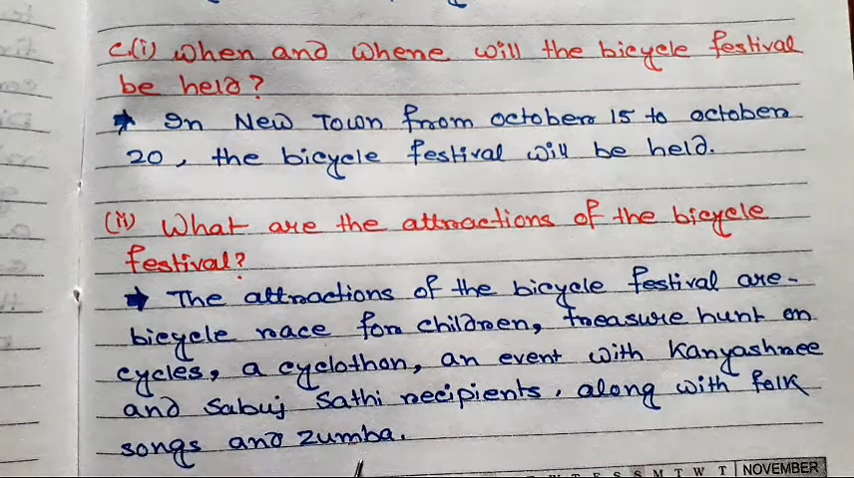 c.(i) when and where will the bicycle festival
be held?
→ In New Town from october 15 to october
20, the bicycle festival will be held.
(ii) What are the attractions of the bicycle
festival?
→ The attractions of the bicycle festival are-
bicycle race for children, treasure hunt on
cycles, a cyclothon, an event with Kanyashree
and Sabuj Sathi recipients, along with folk
songs and zumba.
S S M T W T NOVEMBER